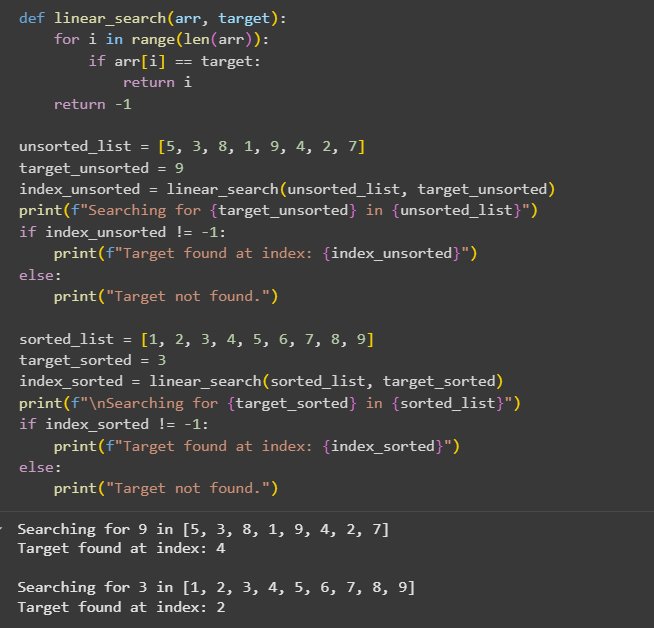 def linear_search(arr, target):
    for i in range(len(arr)):
        if arr[i] == target:
            return i
    return -1

unsorted_list = [5, 3, 8, 1, 9, 4, 2, 7]
target_unsorted = 9
index_unsorted = linear_search(unsorted_list, target_unsorted)
print(f"Searching for {target_unsorted} in {unsorted_list}")
if index_unsorted != -1:
    print(f"Target found at index: {index_unsorted}")
else:
    print("Target not found.")

sorted_list = [1, 2, 3, 4, 5, 6, 7, 8, 9]
target_sorted = 3
index_sorted = linear_search(sorted_list, target_sorted)
print(f"\nSearching for {target_sorted} in {sorted_list}")
if index_sorted != -1:
    print(f"Target found at index: {index_sorted}")
else:
    print("Target not found.")

Searching for 9 in [5, 3, 8, 1, 9, 4, 2, 7]
Target found at index: 4

Searching for 3 in [1, 2, 3, 4, 5, 6, 7, 8, 9]
Target found at index: 2